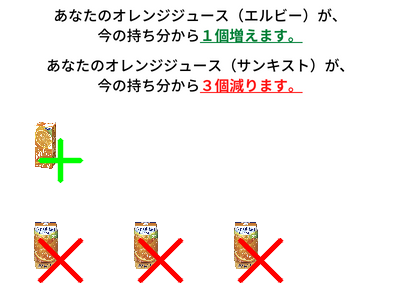 あなたのオレンジジュース（エルビー）が、
今の持ち分から１個増えます。
あなたのオレンジジュース（サンキスト）が、
今の持ち分から３個減ります。